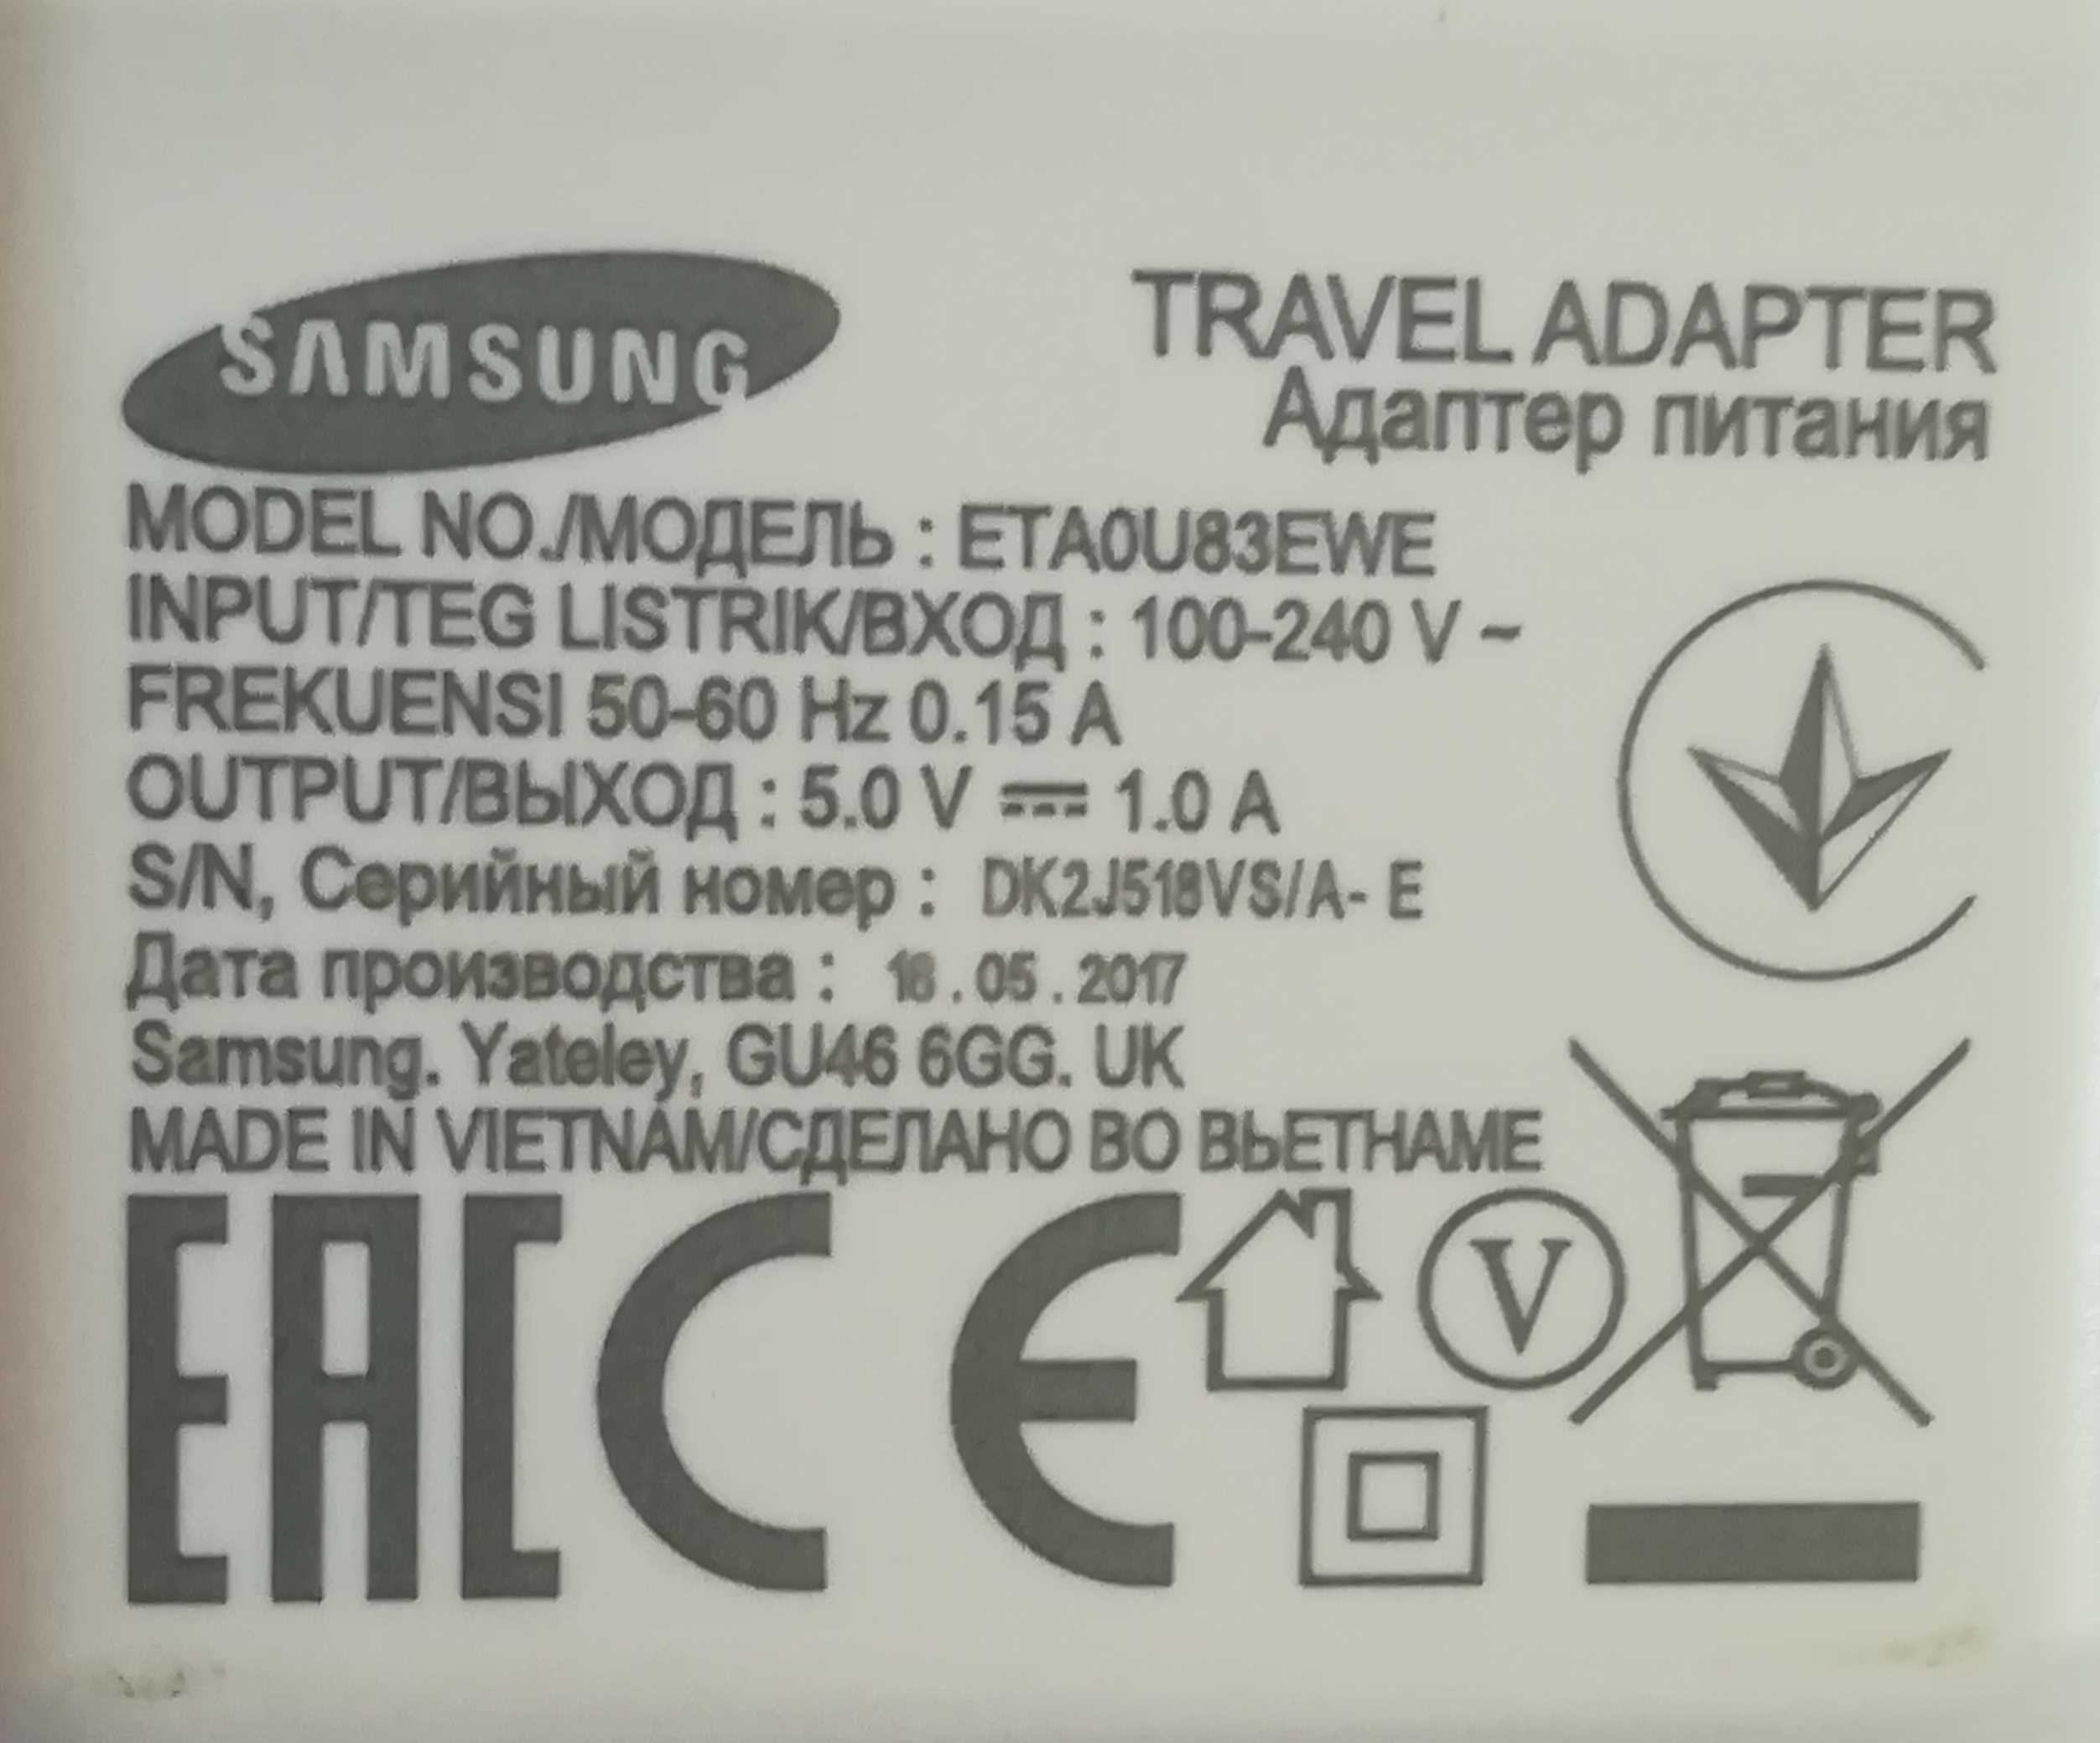 SAMSUNG
TRAVEL ADAPTER
Адаптер питания
MODEL NO./МОДЕЛЬ : ETA0U83EWE
INPUT/TEG LISTRIK/ВХОД : 100-240 V ~
FREKUENSI 50-60 Hz 0.15 A
OUTPUT/ВЫХОД : 5.0 V ⎓ 1.0 A
S/N, Серийный номер : DK2J518VS/A- E
Дата производства : 18.05.2017
Samsung. Yateley, GU46 6GG. UK
MADE IN VIETNAM/СДЕЛАНО ВО ВЬЕТНАМЕ
EAC CE V